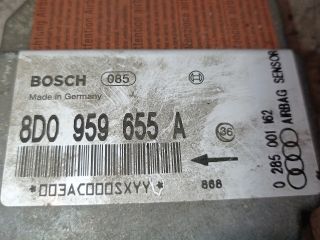 BOSCH 085
Made in Germany
8D0 959 655 A
36
*003AC000SXYY* 868
0 285 001 162
AIRBAG SENSOR